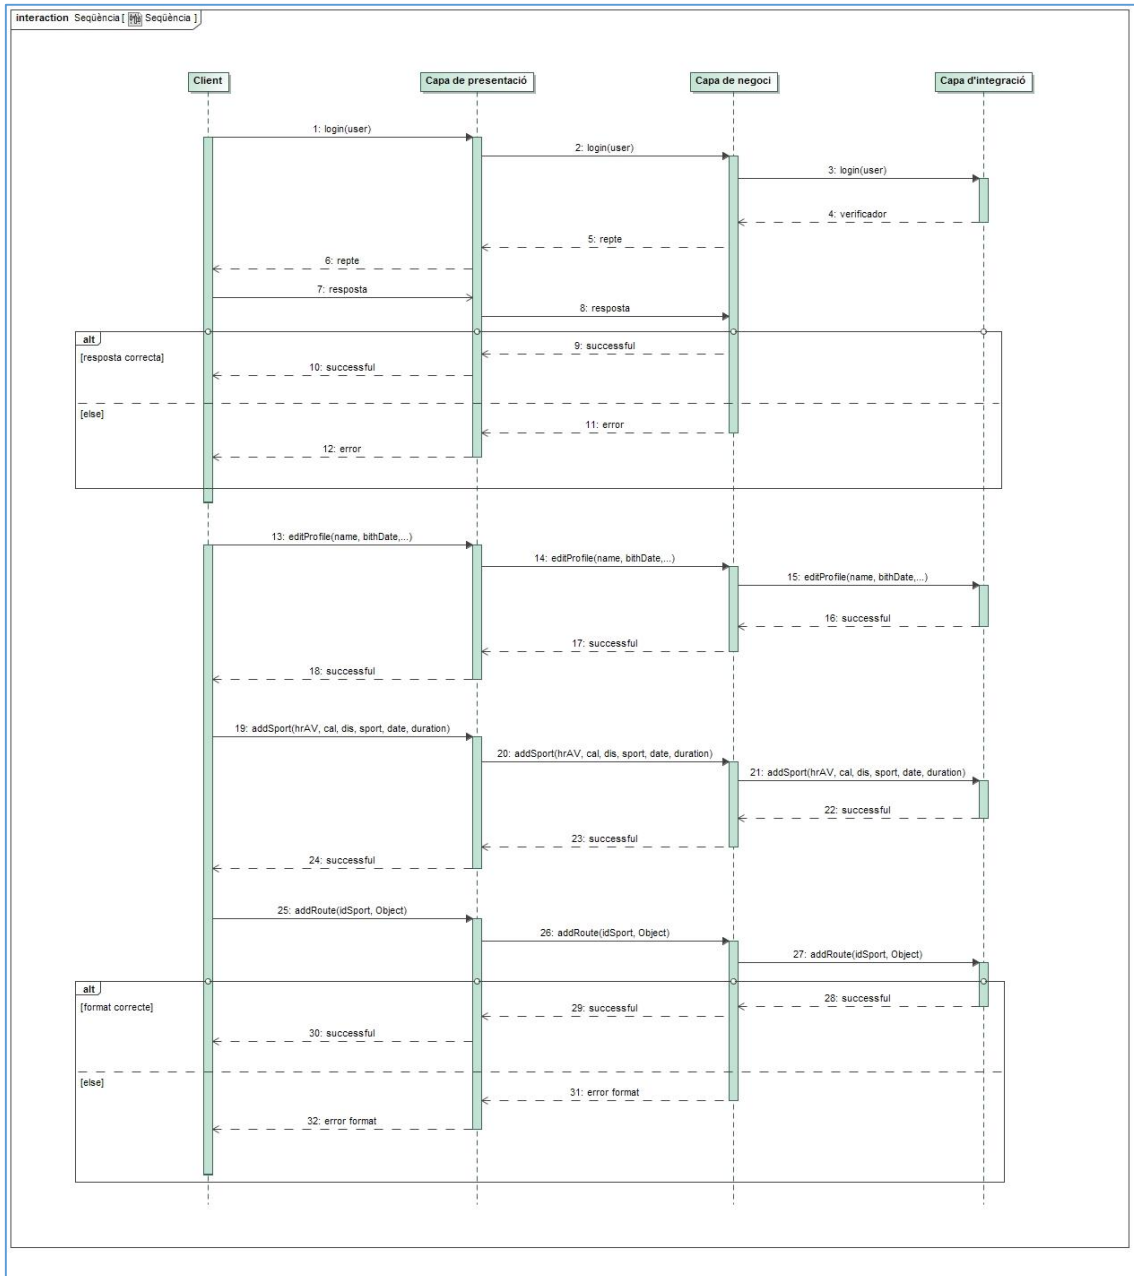 interaction Seqüència [ Seqüència ]
Client
Capa de presentació
Capa de negoci
Capa d'integració
1: login(user)
2: login(user)
3: login(user)
4: verificador
5: repte
6: repte
7: resposta
8: resposta
alt
[resposta correcta]
9: successful
10: successful
[else]
11: error
12: error
13: editProfile(name, bithDate,...)
14: editProfile(name, bithDate,...)
15: editProfile(name, bithDate,...)
16: successful
17: successful
18: successful
19: addSport(hrAV, cal, dis, sport, date, duration)
20: addSport(hrAV, cal, dis, sport, date, duration)
21: addSport(hrAV, cal, dis, sport, date, duration)
22: successful
23: successful
24: successful
25: addRoute(idSport, Object)
26: addRoute(idSport, Object)
27: addRoute(idSport, Object)
alt
[format correcte]
28: successful
29: successful
30: successful
[else]
31: error format
32: error format